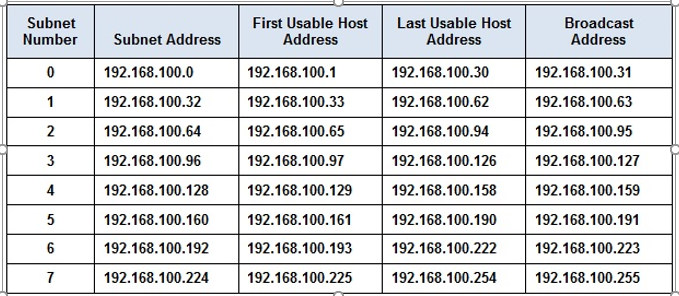 Subnet Number Subnet Address First Usable Host Address Last Usable Host Address Broadcast Address
0 192.168.100.0 192.168.100.1 192.168.100.30 192.168.100.31
1 192.168.100.32 192.168.100.33 192.168.100.62 192.168.100.63
2 192.168.100.64 192.168.100.65 192.168.100.94 192.168.100.95
3 192.168.100.96 192.168.100.97 192.168.100.126 192.168.100.127
4 192.168.100.128 192.168.100.129 192.168.100.158 192.168.100.159
5 192.168.100.160 192.168.100.161 192.168.100.190 192.168.100.191
6 192.168.100.192 192.168.100.193 192.168.100.222 192.168.100.223
7 192.168.100.224 192.168.100.225 192.168.100.254 192.168.100.255